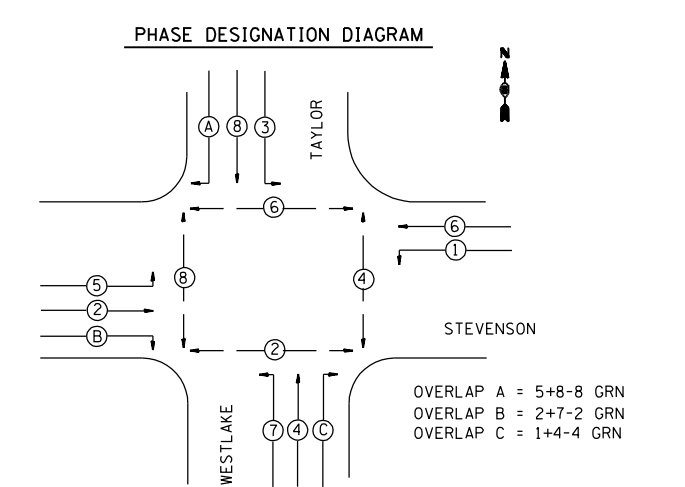 PHASE DESIGNATION DIAGRAM
N
A 8 3
TAYLOR
6
6
1
8
4
5
2
B
STEVENSON
2
OVERLAP A = 5+8-8 GRN
OVERLAP B = 2+7-2 GRN
OVERLAP C = 1+4-4 GRN
WESTLAKE
7 4 C